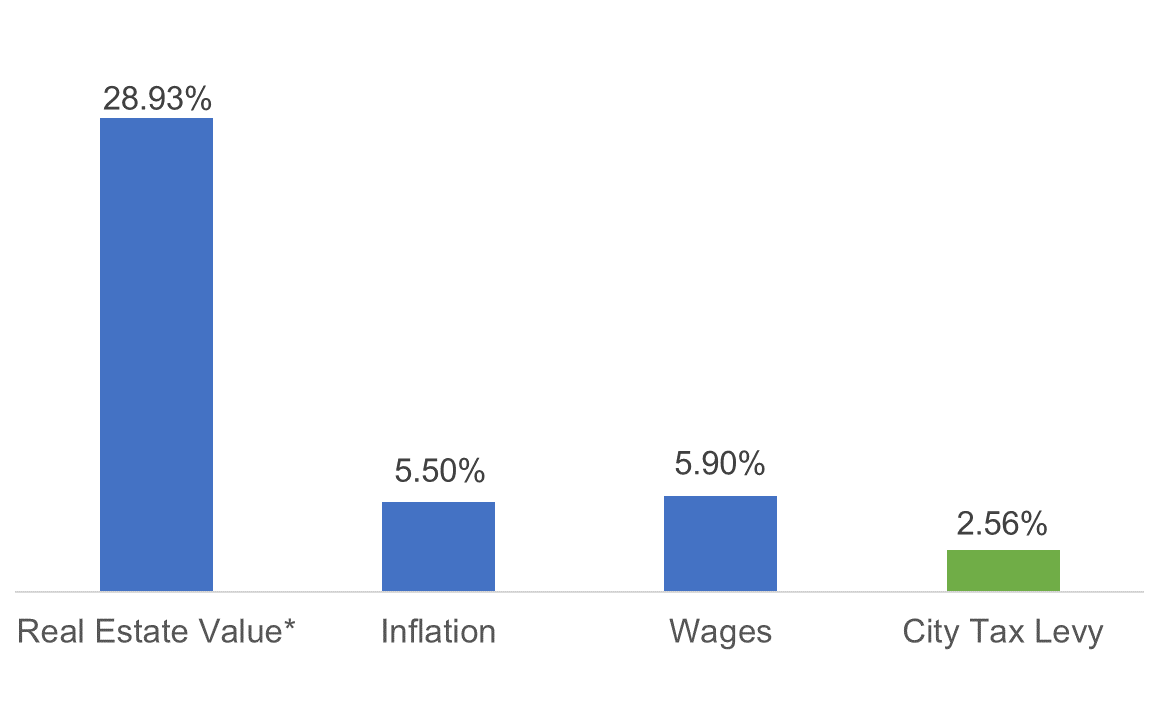 28.93%
5.50%
5.90%
2.56%
Real Estate Value*
Inflation
Wages
City Tax Levy